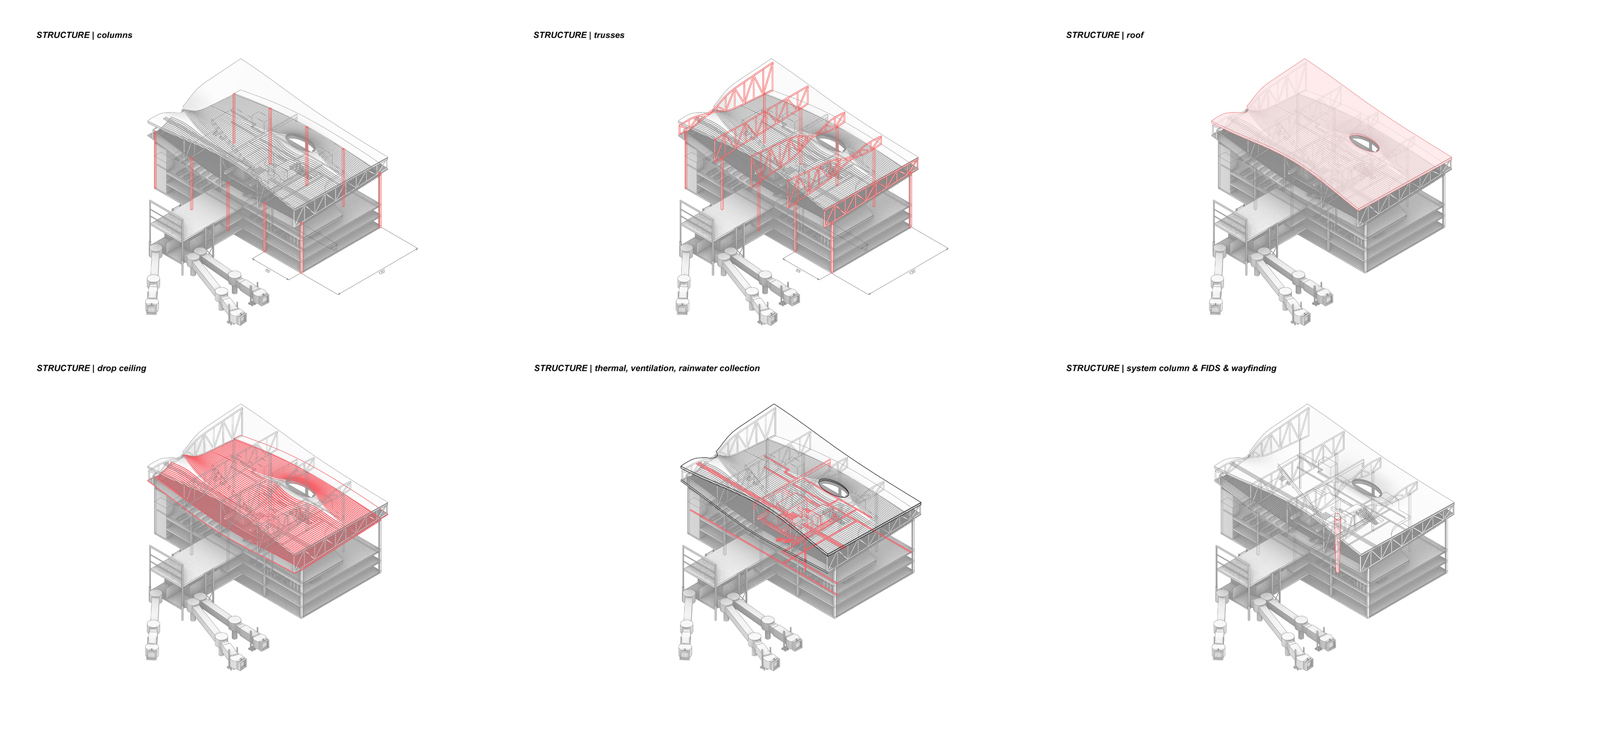 STRUCTURE | columns
STRUCTURE | trusses
STRUCTURE | roof
STRUCTURE | drop ceiling
STRUCTURE | thermal, ventilation, rainwater collection
STRUCTURE | system column & FIDS & wayfinding